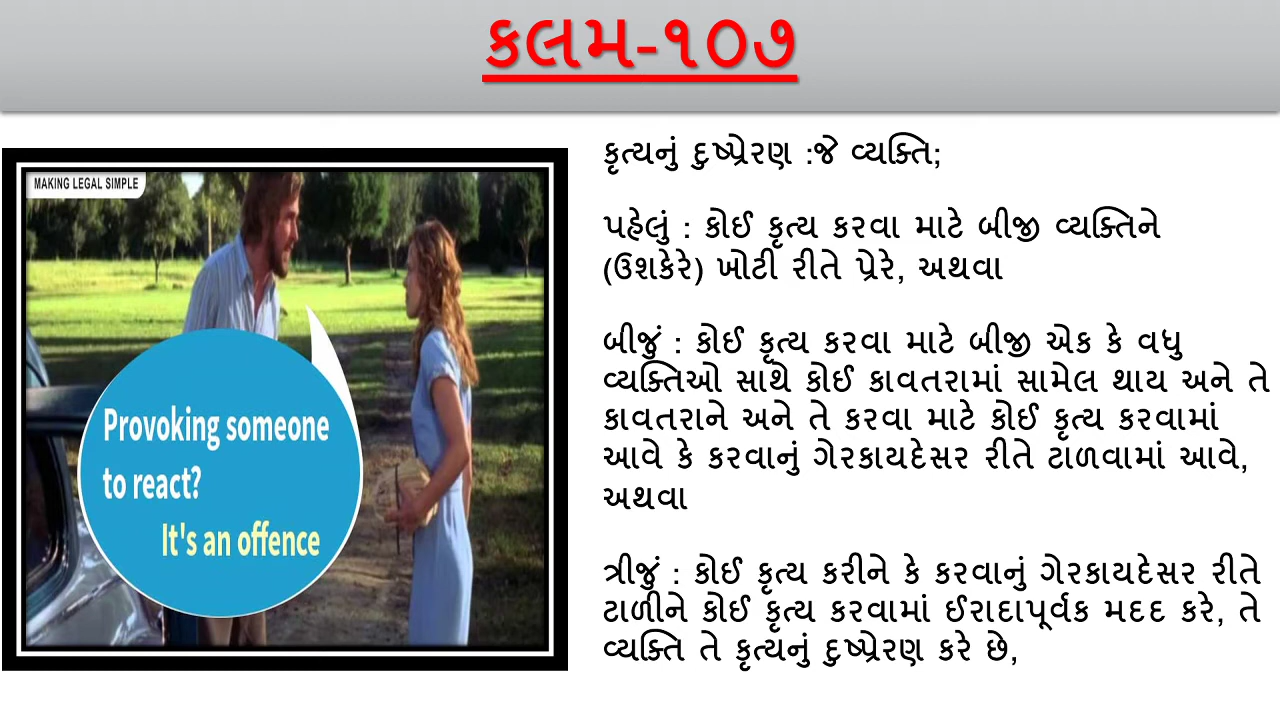 કલમ-૧૦૭
MAKING LEGAL SIMPLE
Provoking someone
to react?
It's an offence
કૃત્યનું દુષ્પ્રેરણ :જે વ્યક્તિ;
પહેલું : કોઈ કૃત્ય કરવા માટે બીજી વ્યક્તિને
(ઉશકેરે) ખોટી રીતે પ્રેરે, અથવા
બીજું : કોઈ કૃત્ય કરવા માટે બીજી એક કે વધુ
વ્યક્તિઓ સાથે કોઈ કાવતરામાં સામેલ થાય અને તે
કાવતરાને અને તે કરવા માટે કોઈ કૃત્ય કરવામાં
આવે કે કરવાનું ગેરકાયદેસર રીતે ટાળવામાં આવે,
અથવા
ત્રીજું : કોઈ કૃત્ય કરીને કે કરવાનું ગેરકાયદેસર રીતે
ટાળીને કોઈ કૃત્ય કરવામાં ઈરાદાપૂર્વક મદદ કરે, તે
વ્યક્તિ તે કૃત્યનું દુષ્પ્રેરણ કરે છે,